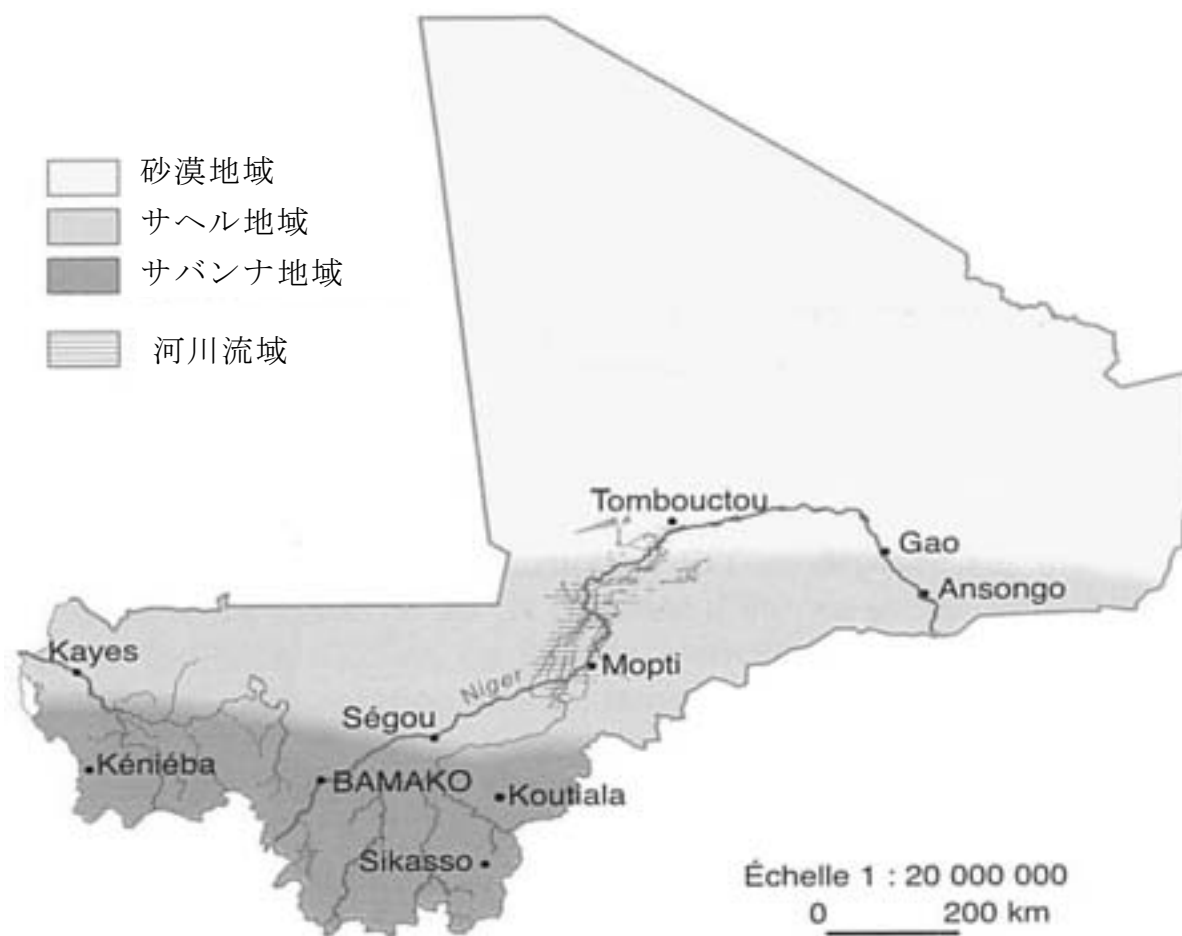 砂漠地域
サヘル地域
サバンナ地域
河川流域
Tombouctou
Gao
Ansongo
Kayes
Mopti
Niger
Ségou
Kéniéba
BAMAKO
Koutiala
Sikasso
Échelle 1 : 20 000 000
0 200 km